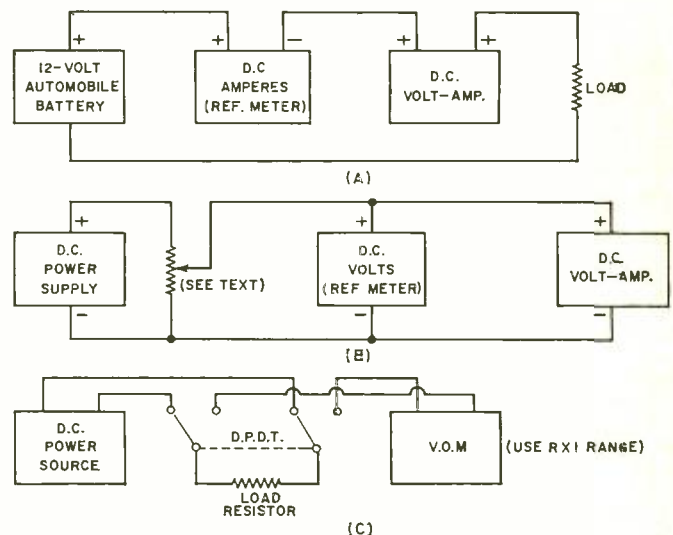 + + - + +
12-VOLT
AUTOMOBILE
BATTERY
D.C
AMPERES
(REF. METER)
D.C.
VOLT-AMP.
LOAD
(A)
+ + +
D.C.
POWER
SUPPLY
(SEE TEXT)
D.C.
VOLTS
(REF METER)
D.C.
VOLT-AMP.
- - -
(B)
D.C.
POWER
SOURCE
D.P.D.T.
V.O.M
(USE RX1 RANGE)
LOAD
RESISTOR
(C)